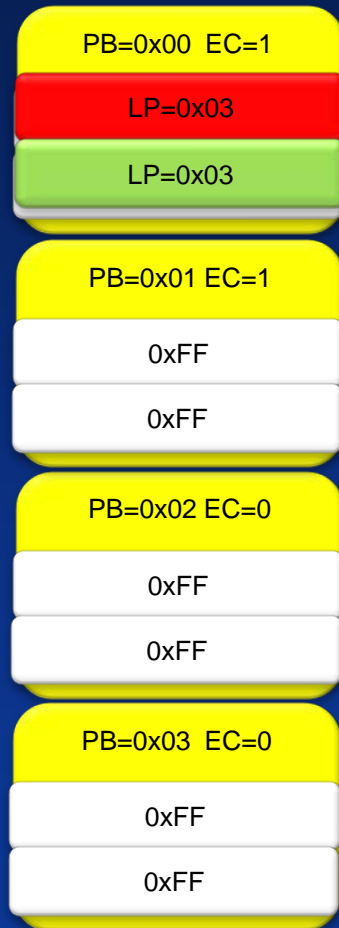 PB=0x00  EC=1
LP=0x03
LP=0x03
PB=0x01 EC=1
0xFF
0xFF
PB=0x02 EC=0
0xFF
0xFF
PB=0x03  EC=0
0xFF
0xFF